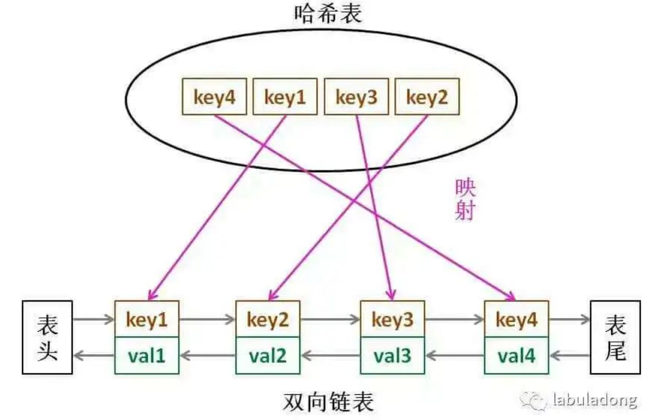 哈希表
key4 key1 key3 key2
映射
表头 key1 key2 key3 key4 表尾
val1 val2 val3 val4
双向链表
labuladong